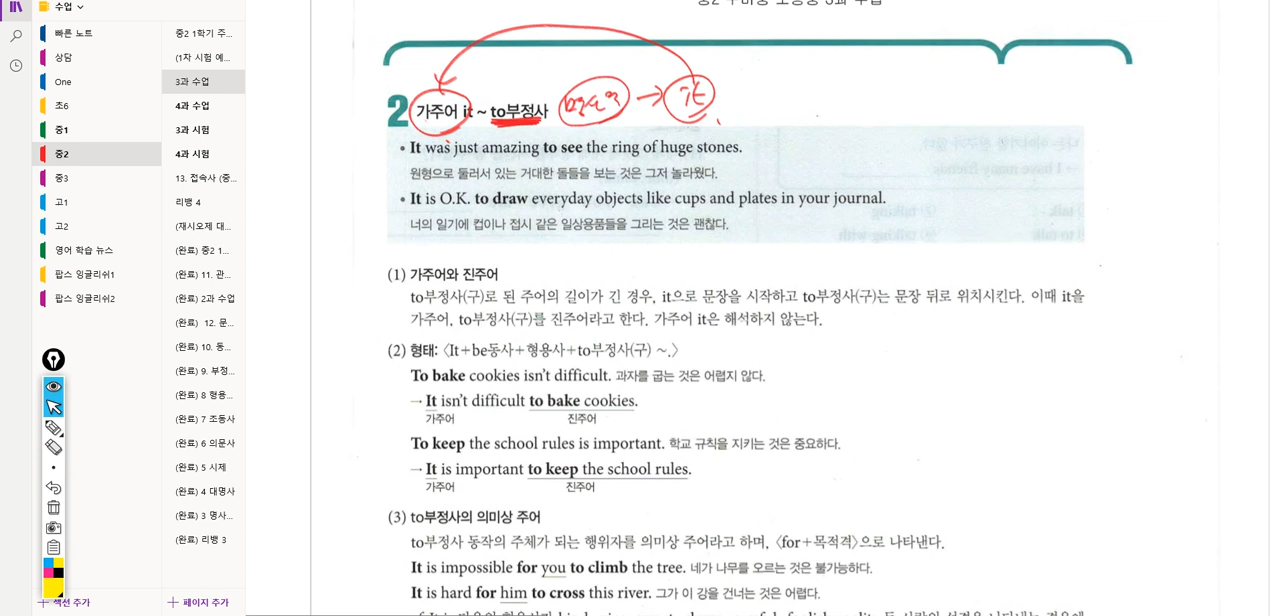 수업
빠른 노트
상담
One
초6
중1
중2
중3
고1
고2
영어 학습 뉴스
팝스 잉글리쉬1
팝스 잉글리쉬2
섹션 추가
중2 1학기 주...
(1차 시험 예...
3과 수업
4과 수업
3과 시험
4과 시험
13. 접속사 (중...
리뱅 4
(재시오제 대...
(완료) 중2 1...
(완료) 11. 관...
(완료) 2과 수업
(완료) 12. 문...
(완료) 10. 동...
(완료) 9. 부정...
(완료) 8 형용...
(완료) 7 조동사
(완료) 6 의문사
(완료) 5 시제
(완료) 4 대명사
(완료) 3 명사...
(완료) 리뱅 3
페이지 추가
2 가주어 it ~ to부정사
• It was just amazing to see the ring of huge stones.
원형으로 둘러서 있는 거대한 돌들을 보는 것은 그저 놀라웠다.
• It is O.K. to draw everyday objects like cups and plates in your journal.
너의 일기에 컵이나 접시 같은 일상용품들을 그리는 것은 괜찮다.
(1) 가주어와 진주어
to부정사(구)로 된 주어의 길이가 긴 경우, it으로 문장을 시작하고 to부정사(구)는 문장 뒤로 위치시킨다. 이때 it을
가주어, to부정사(구)를 진주어라고 한다. 가주어 it은 해석하지 않는다.
(2) 형태: 〈It+be동사+형용사+to부정사(구) ~.〉
To bake cookies isn't difficult. 과자를 굽는 것은 어렵지 않다.
→ It isn't difficult to bake cookies.
가주어 진주어
To keep the school rules is important. 학교 규칙을 지키는 것은 중요하다.
→ It is important to keep the school rules.
가주어 진주어
(3) to부정사의 의미상 주어
to부정사 동작의 주체가 되는 행위자를 의미상 주어라고 하며, 〈for+목적격〉으로 나타낸다.
It is impossible for you to climb the tree. 네가 나무를 오르는 것은 불가능하다.
It is hard for him to cross this river. 그가 이 강을 건너는 것은 어렵다.